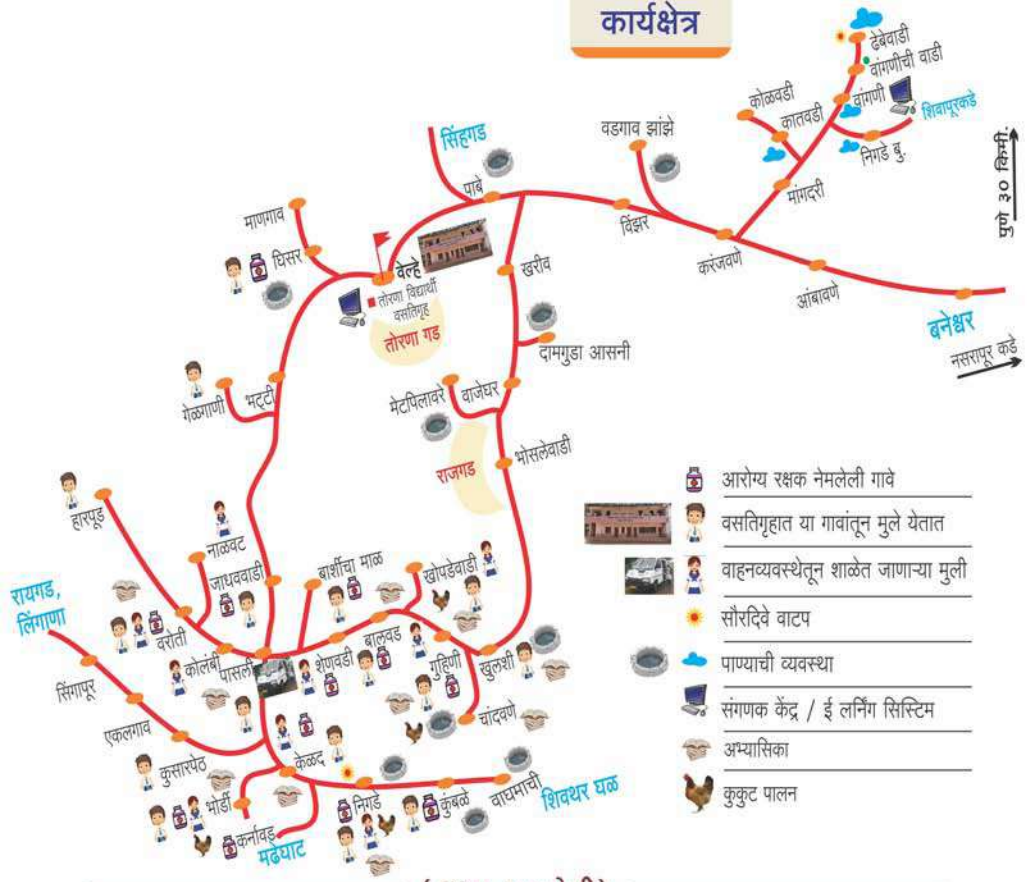 कार्यक्षेत्र
ढेबेवाडी
वांगणीची वाडी
वांगणी
शिवापूरकडे
कोळवडी
कातवडी
निगडे बु.
मांगदरी
पुणे ३० किमी.
वडगाव झांझे
सिंहगड
पाबे
विंझर
करंजवणे
आंबावणे
बनेश्वर
नसरापूर कडे
माणगाव
घिसर
वेल्हे
तोरणा विद्यार्थी
वसतिगृह
तोरणा गड
खरीव
दामगुडा आसनी
गेळगाणी
भट्टी
मेटपिलावरे
वाजेघर
राजगड
भोसलेवाडी
हारपूड
नाळवट
जाधववाडी
बार्शीचा माळ
खोपडेवाडी
रायगड,
लिंगाणा
वरोती
कोलंबी
पासली
शेणवडी
बालवड
गुहिणी
खुलशी
चांदवणे
सिंगापूर
एकलगाव
कुसारपेठ
केळद
भोर्डी
कर्नावड
मढेघाट
निगडे
कुंबळे
वाघमाची
शिवथर घळ
आरोग्य रक्षक नेमलेली गावे
वसतिगृहात या गावांतून मुले येतात
वाहनव्यवस्थेतून शाळेत जाणाऱ्या मुली
सौरदिवे वाटप
पाण्याची व्यवस्था
संगणक केंद्र / ई लर्निंग सिस्टिम
अभ्यासिका
कुकुट पालन